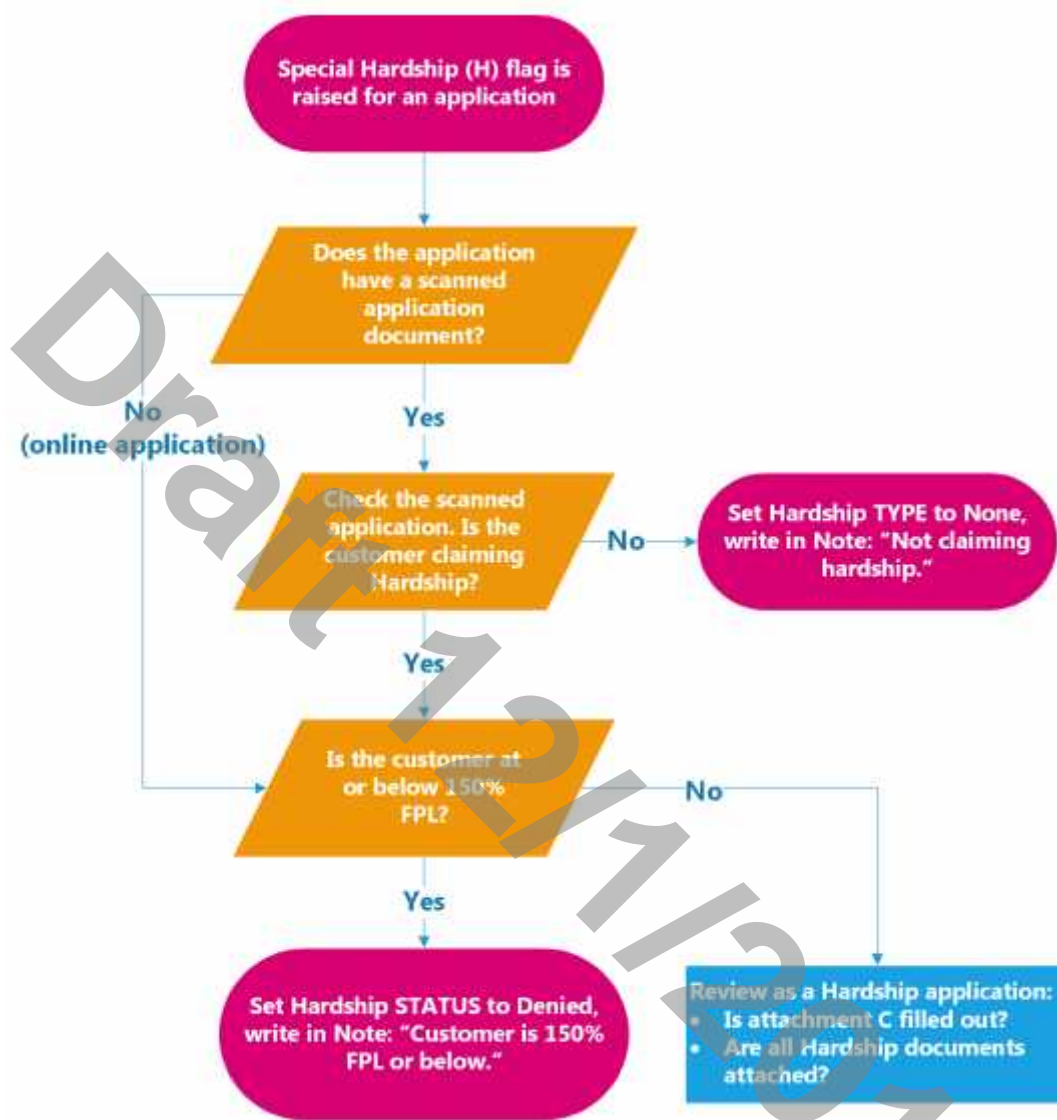 Special Hardship (H) flag is
raised for an application
Does the application
have a scanned
application
document?
No
(online application)
Yes
Check the scanned
application. Is the
customer claiming
Hardship?
No
Set Hardship TYPE to None,
write in Note: “Not claiming
hardship.”
Yes
Is the customer at
or below 150%
FPL?
No
Yes
Set Hardship STATUS to Denied,
write in Note: “Customer is 150%
FPL or below.”
Review as a Hardship application:
• Is attachment C filled out?
• Are all Hardship documents
attached?
Draft 12/1/201